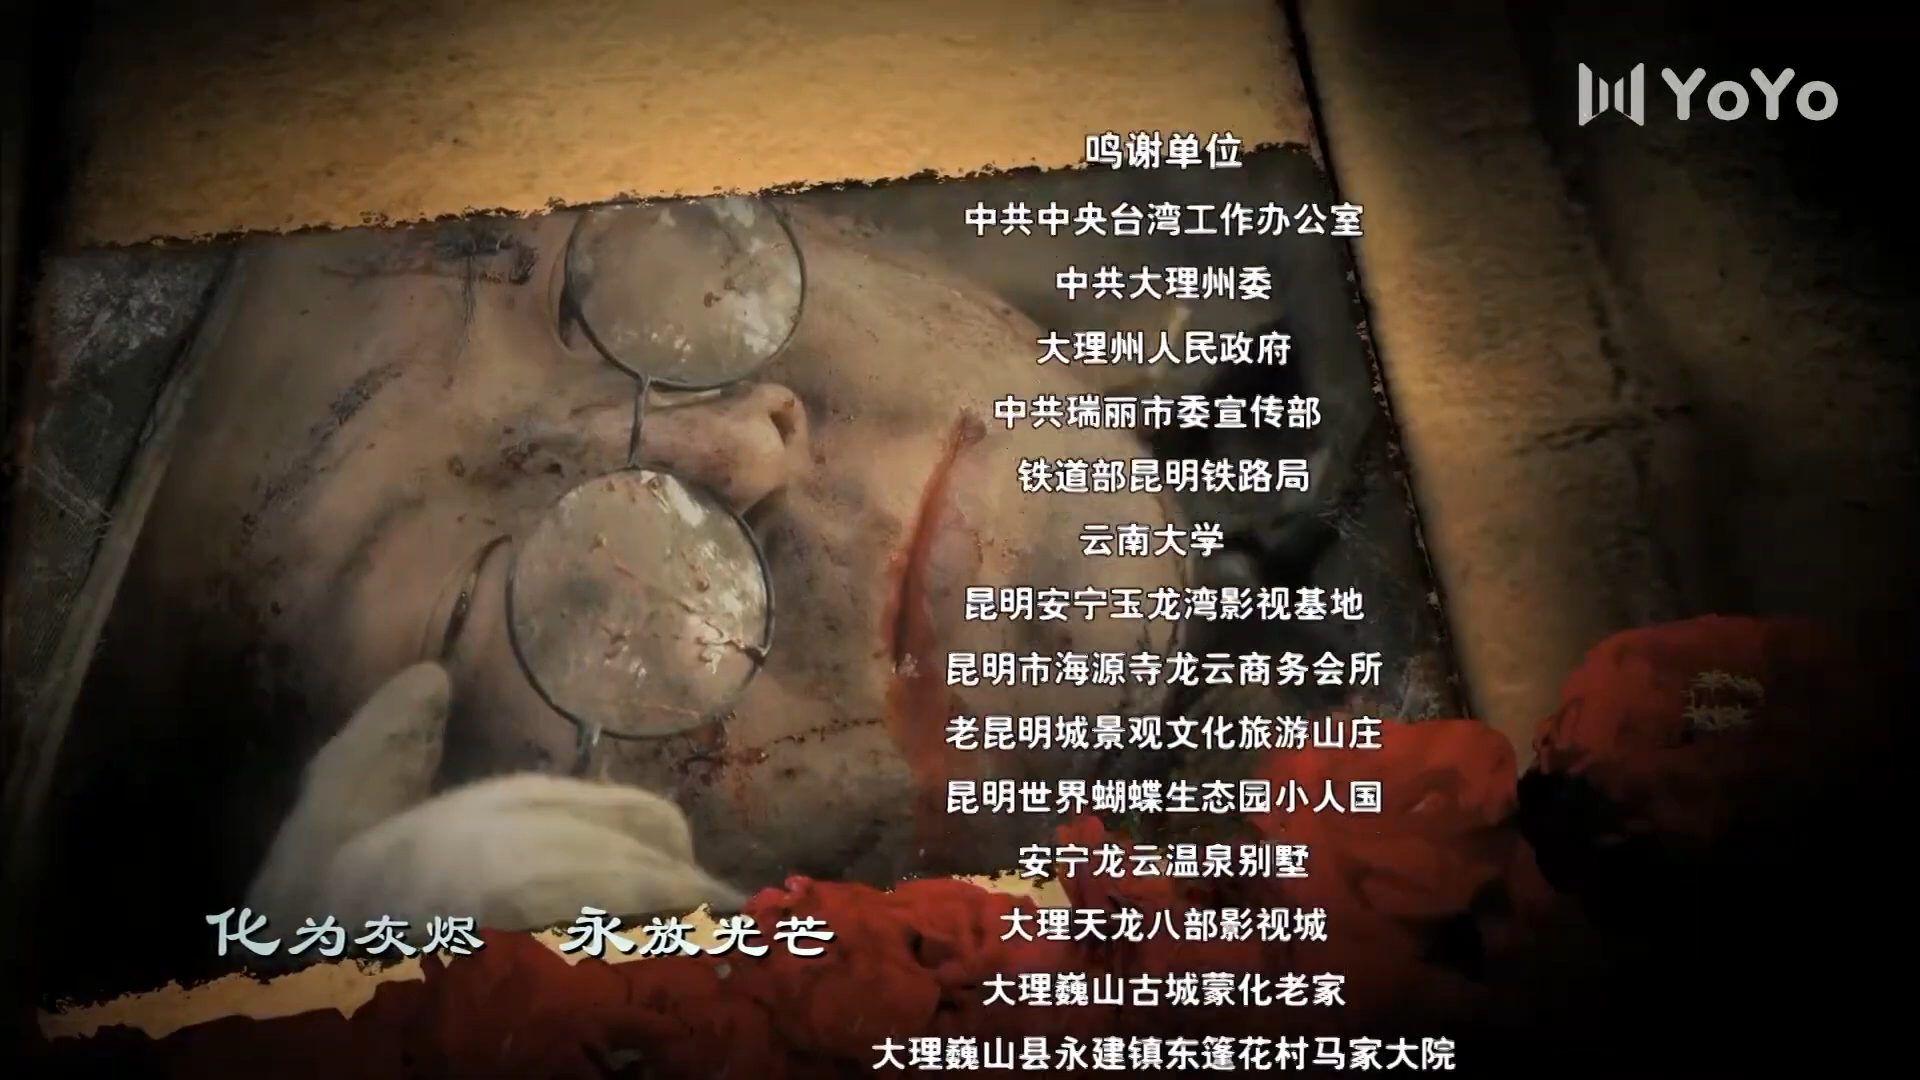 YoYo
鸣谢单位
中共中央台湾工作办公室
中共大理州委
大理州人民政府
中共瑞丽市委宣传部
铁道部昆明铁路局
云南大学
昆明安宁玉龙湾影视基地
昆明市海源寺龙云商务会所
老昆明城景观文化旅游山庄
昆明世界蝴蝶生态园小人国
安宁龙云温泉别墅
大理天龙八部影视城
大理巍山古城蒙化老家
大理巍山县永建镇东篷花村马家大院
化为灰烬 永放光芒